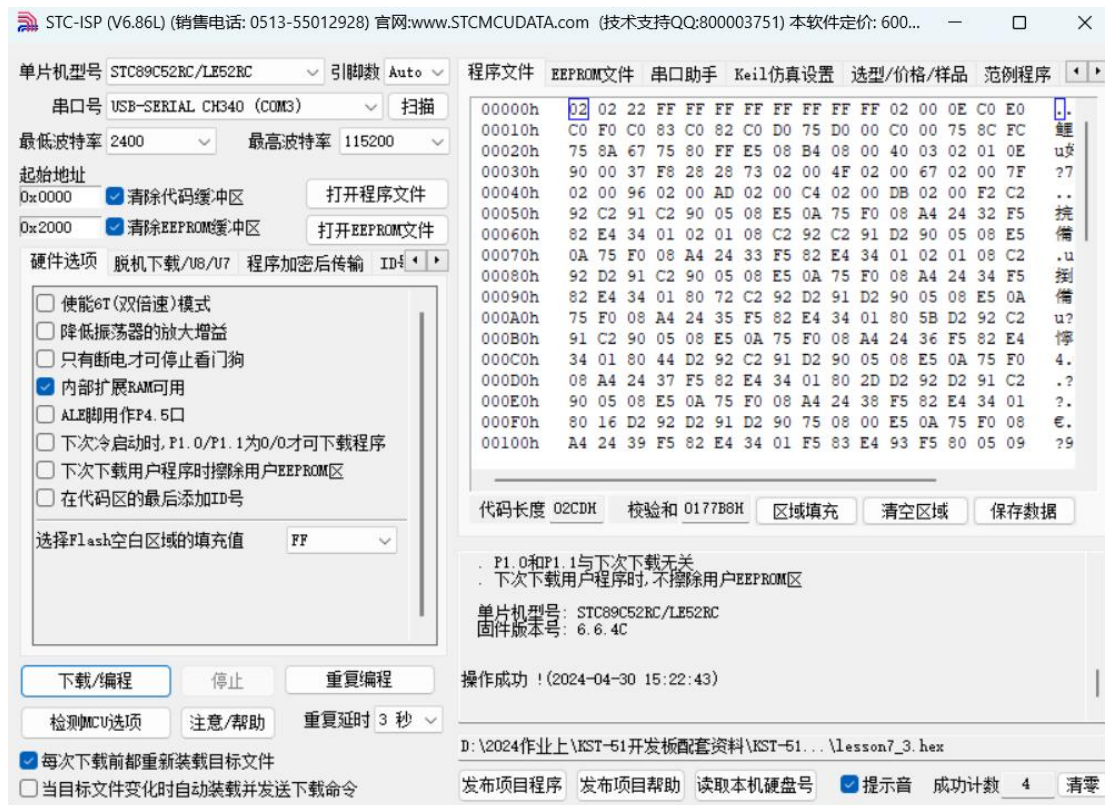 STC-ISP (V6.86L) (销售电话: 0513-55012928) 官网:www.STCMCUDATA.com (技术支持QQ:800003751) 本软件定价: 600...
单片机型号 STC89C52RC/LE52RC 引脚数 Auto
串口号 USB-SERIAL CH340 (COM3) 扫描
最低波特率 2400 最高波特率 115200
起始地址
0x0000 清除代码缓冲区 打开程序文件
0x2000 清除EEPROM缓冲区 打开EEPROM文件
硬件选项 脱机下载/U8/U7 程序加密后传输
使能6T(双倍速)模式
降低振荡器的放大增益
只有断电才可停止看门狗
内部扩展RAM可用
ALE脚用作P4.5口
下次冷启动时,P1.0/P1.1为0/0才可下载程序
下次下载用户程序时擦除用户EEPROM区
在代码区的最后添加ID号
选择Flash空白区域的填充值 FF
下载/编程 停止 重复编程
检测MCU选项 注意/帮助 重复延时 3 秒
每次下载前都重新装载目标文件
当目标文件变化时自动装载并发送下载命令
程序文件 EEPROM文件 串口助手 Keil仿真设置 选型/价格/样品 范例程序
00000h 02 02 22 FF FF FF FF FF FF FF FF 02 00 0E C0 E0 ..
00010h C0 F0 C0 83 C0 82 C0 D0 75 D0 00 C0 00 75 8C FC
00020h 75 8A 67 75 80 FF E5 08 B4 08 00 40 03 02 01 0E
00030h 90 00 37 F8 28 28 73 02 00 4F 02 00 67 02 00 7F ?7
00040h 02 00 96 02 00 AD 02 00 C4 02 00 DB 02 00 F2 C2 ..
00050h 92 C2 91 C2 90 05 08 E5 0A 75 F0 08 A4 24 32 F5
00060h 82 E4 34 01 02 01 08 C2 92 C2 91 D2 90 05 08 E5
00070h 0A 75 F0 08 A4 24 33 F5 82 E4 34 01 02 01 08 C2 .u
00080h 92 D2 91 C2 90 05 08 E5 0A 75 F0 08 A4 24 34 F5
00090h 82 E4 34 01 80 72 C2 92 D2 91 D2 90 05 08 E5 0A
000A0h 75 F0 08 A4 24 35 F5 82 E4 34 01 80 5B D2 92 C2 u?
000B0h 91 C2 90 05 08 E5 0A 75 F0 08 A4 24 36 F5 82 E4
000C0h 34 01 80 44 D2 92 C2 91 D2 90 05 08 E5 0A 75 F0 4.
000D0h 08 A4 24 37 F5 82 E4 34 01 80 2D D2 92 D2 91 C2 .?
000E0h 90 05 08 E5 0A 75 F0 08 A4 24 38 F5 82 E4 34 01 ?.
000F0h 80 16 D2 92 D2 91 D2 90 75 08 00 E5 0A 75 F0 08 €.
00100h A4 24 39 F5 82 E4 34 01 F5 83 E4 93 F5 80 05 09 ?9
代码长度 02CDH 校验和 0177B8H 区域填充 清空区域 保存数据
. P1.0和P1.1与下次下载无关
. 下次下载用户程序时,不擦除用户EEPROM区
单片机型号: STC89C52RC/LE52RC
固件版本号: 6.6.4C
操作成功 !(2024-04-30 15:22:43)
D:\2024作业上\KST-51开发板配套资料\KST-51...\lesson7_3.hex
发布项目程序 发布项目帮助 读取本机硬盘号 提示音 成功计数 4 清零